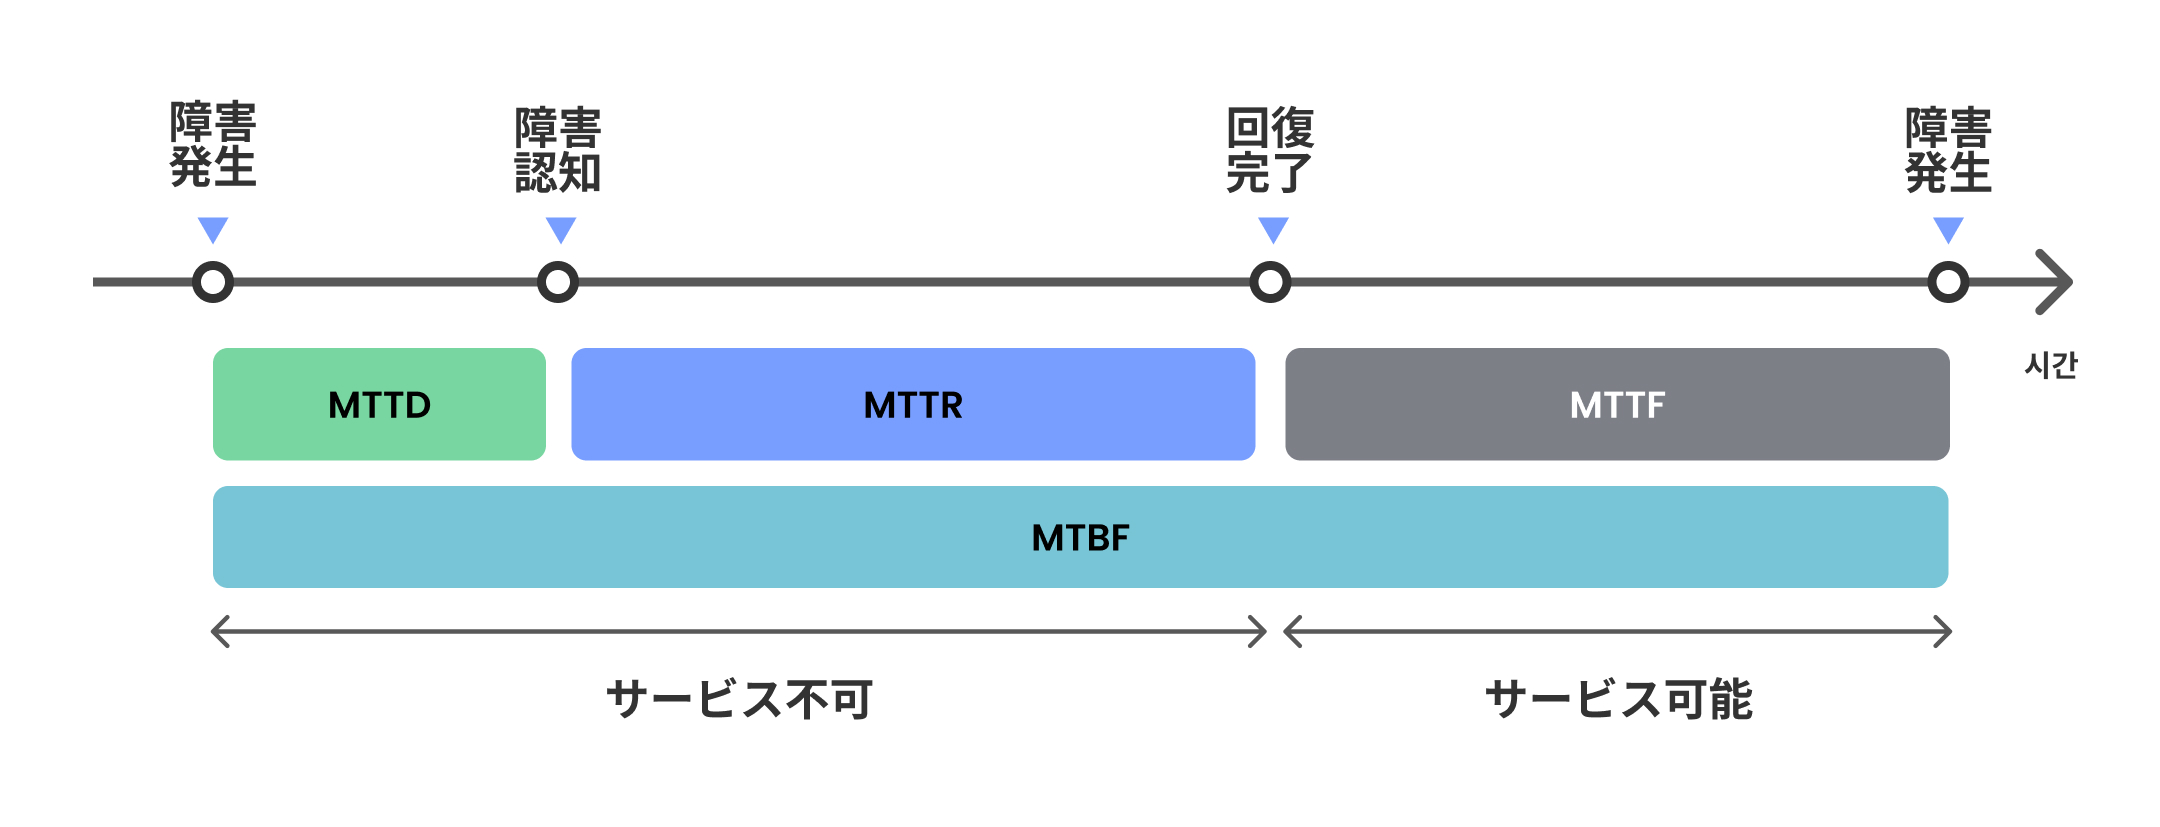 障害
発生
障害
認知
回復
完了
障害
発生
시간
MTTD
MTTR
MTTF
MTBF
サービス不可
サービス可能